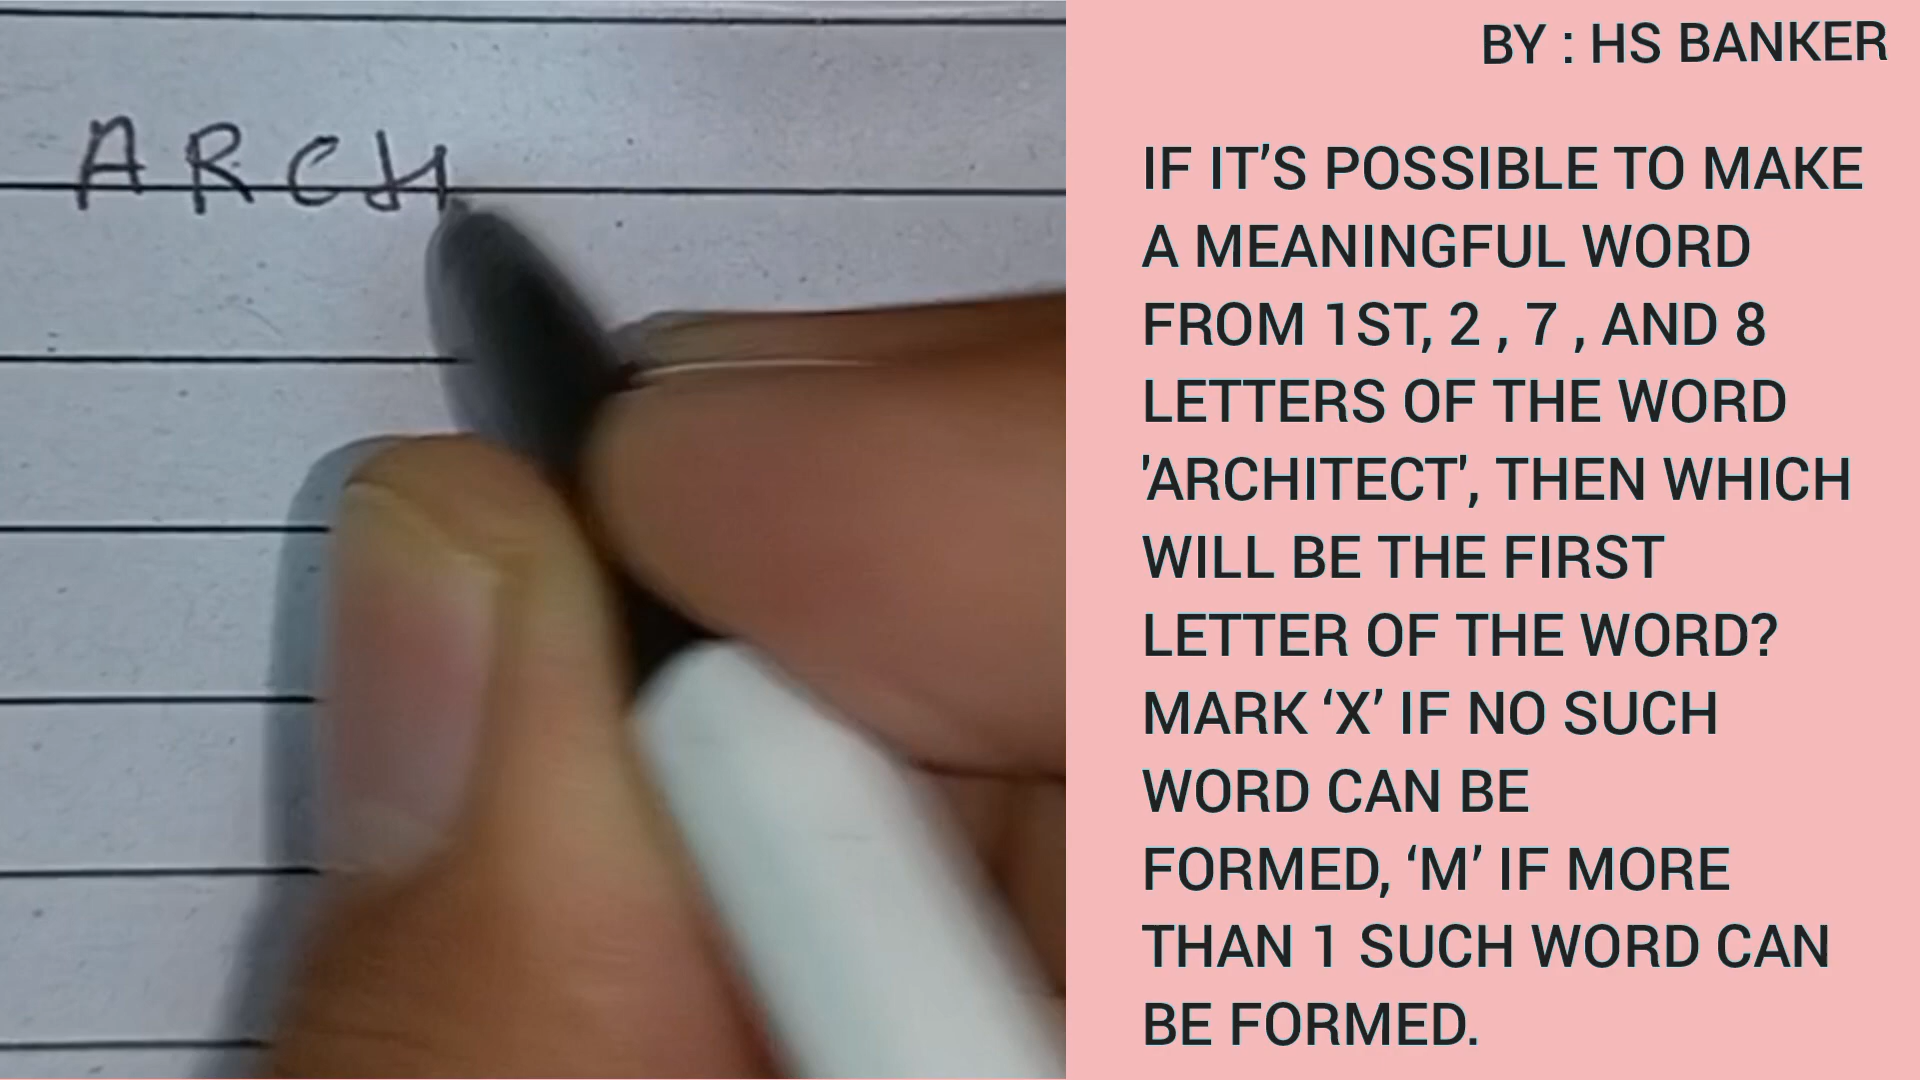 ARCH
BY : HS BANKER
IF IT’S POSSIBLE TO MAKE
A MEANINGFUL WORD
FROM 1ST, 2 , 7 , AND 8
LETTERS OF THE WORD
'ARCHITECT', THEN WHICH
WILL BE THE FIRST
LETTER OF THE WORD?
MARK ‘X’ IF NO SUCH
WORD CAN BE
FORMED, ‘M’ IF MORE
THAN 1 SUCH WORD CAN
BE FORMED.